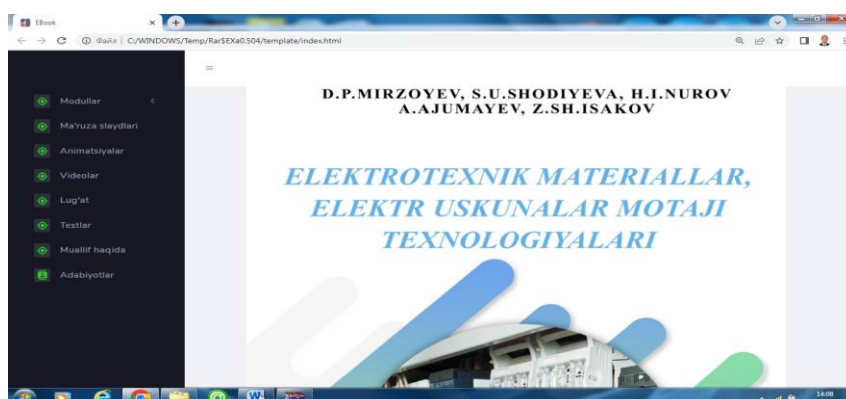 EBook
Файл
C:/WINDOWS/Temp/Rar$EXa0.504/template/index.html
Modullar
Ma'ruza slaydlari
Animatsiyalar
Videolar
Lug'at
Testlar
Muallif haqida
Adabiyotlar
D.P.MIRZOYEV, S.U.SHODIYEVA, H.I.NUROV
A.AJUMAYEV, Z.SH.ISAKOV
ELEKTROTEXNIK MATERIALLAR,
ELEKTR USKUNALAR MOTAJI
TEXNOLOGIYALARI
14:08